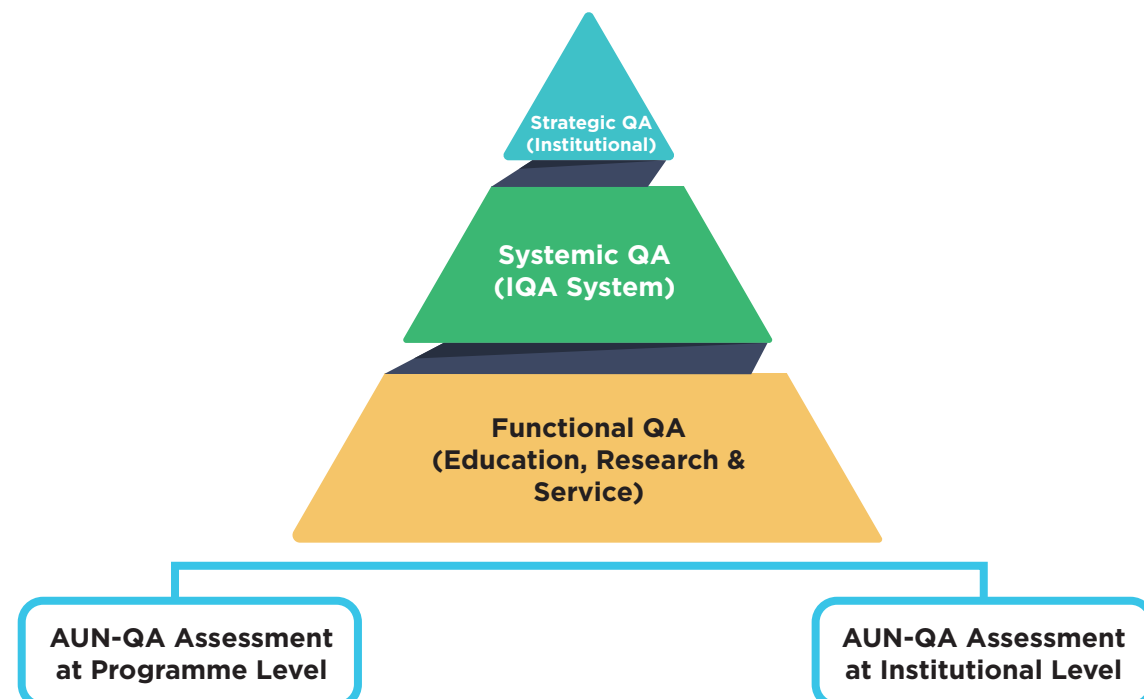 Strategic QA
(Institutional)
Systemic QA
(IQA System)
Functional QA
(Education, Research &
Service)
AUN-QA Assessment
at Programme Level
AUN-QA Assessment
at Institutional Level